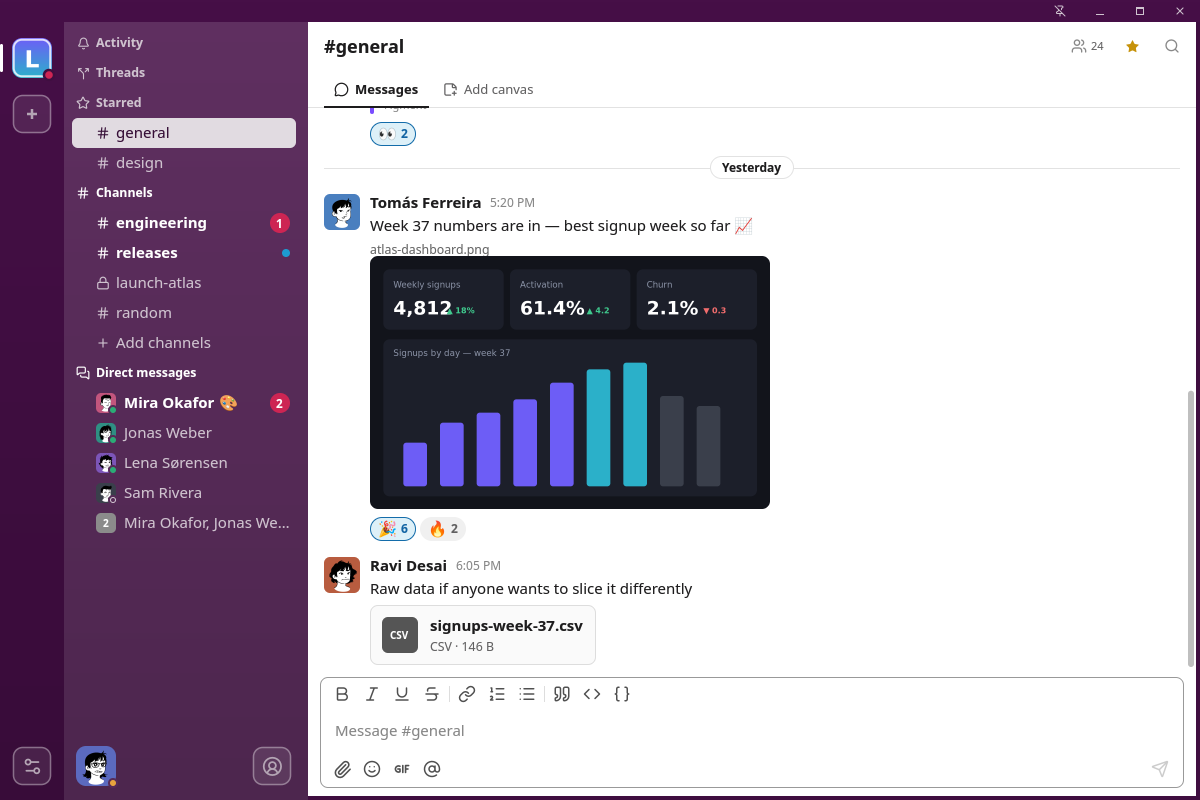 L
Activity
Threads
Starred
general
design
Channels
engineering 1
releases
launch-atlas
random
Add channels
Direct messages
Mira Okafor 🎨 2
Jonas Weber
Lena Sørensen
Sam Rivera
2 Mira Okafor, Jonas We...
#general
24
Messages
Add canvas
👀 2
Yesterday
Tomás Ferreira 5:20 PM
Week 37 numbers are in — best signup week so far 📈
atlas-dashboard.png
Weekly signups
4,812 ▲ 18%
Activation
61.4% ▲ 4.2
Churn
2.1% ▼ 0.3
Signups by day — week 37
🎉 6 🔥 2
Ravi Desai 6:05 PM
Raw data if anyone wants to slice it differently
CSV
signups-week-37.csv
CSV · 146 B
Message #general
GIF